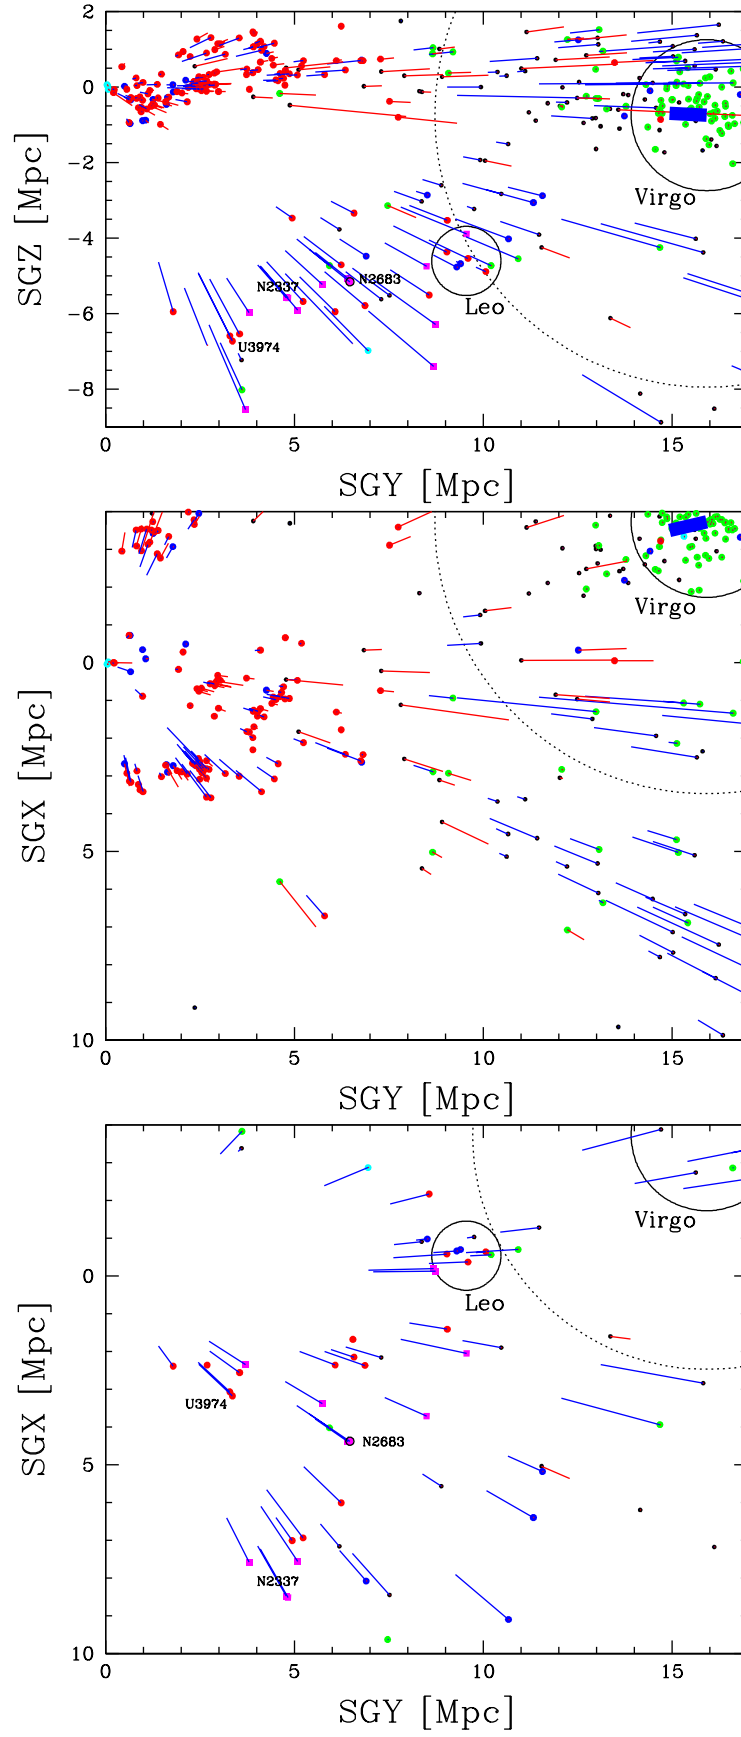 2
0
−2
−4
−6
−8
SGZ [Mpc]
Virgo
N2683
N2337
Leo
U3974
0 5 10 15
SGY [Mpc]
0
5
10
SGX [Mpc]
Virgo
0 5 10 15
SGY [Mpc]
0
5
10
SGX [Mpc]
Virgo
Leo
U3974
N2683
N2337
0 5 10 15
SGY [Mpc]